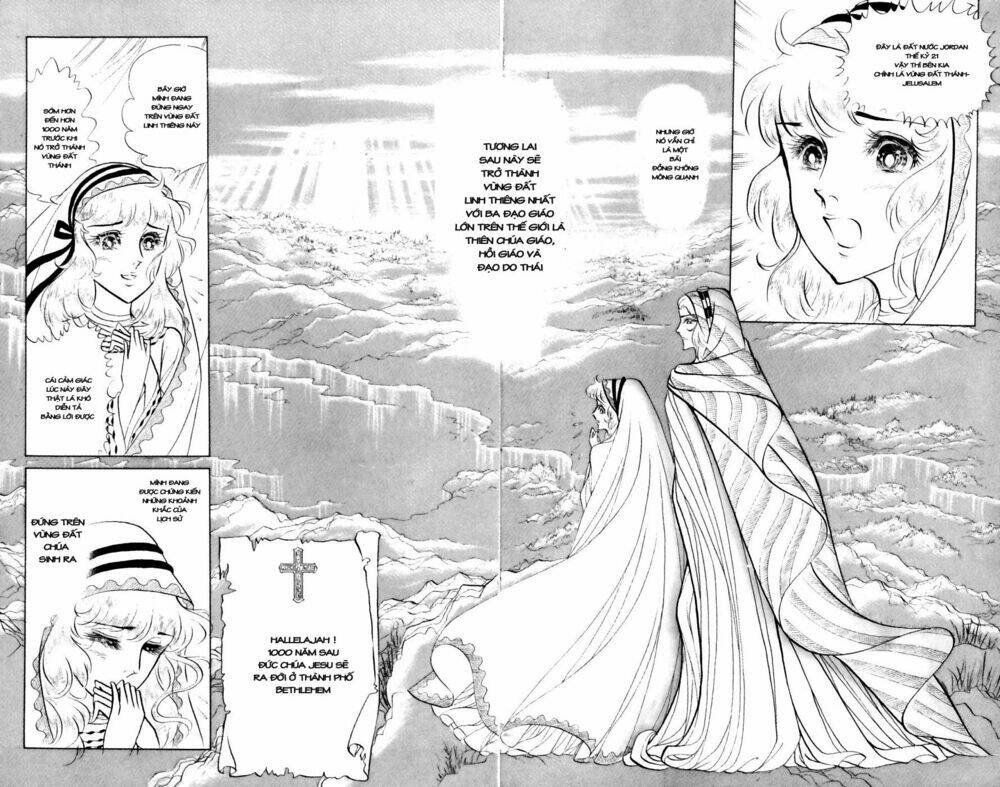 ĐÂY LÀ ĐẤT NƯỚC JORDAN
THẾ KỶ 21
VẬY THÌ BÊN KIA
CHÍNH LÀ VÙNG ĐẤT THÁNH-
JELUSALEM
NHƯNG GIỜ
NÓ VẪN CHỈ
LÀ MỘT
BÃI
ĐỒNG KHÔNG
MÔNG QUẠNH
TƯƠNG LAI
SAU NÀY SẼ
TRỞ THÀNH
VÙNG ĐẤT
LINH THIÊNG NHẤT
VỚI BA ĐẠO GIÁO
LỚN TRÊN THẾ GIỚI LÀ
THIÊN CHÚA GIÁO,
HỒI GIÁO VÀ
ĐẠO DO THÁI
BÂY GIỜ
MÌNH ĐANG
ĐỨNG NGAY
TRÊN VÙNG ĐẤT
LINH THIÊNG NÀY
SỚM HƠN
ĐẾN HƠN
1000 NĂM
TRƯỚC KHI
NÓ TRỞ THÀNH
VÙNG ĐẤT
THÁNH
CÁI CẢM GIÁC
LÚC NÀY ĐÂY
THẬT LÀ KHÓ
DIỄN TẢ
BẰNG LỜI ĐƯỢC
MÌNH ĐANG
ĐƯỢC CHỨNG KIẾN
NHỮNG KHOẢNH
KHẮC CỦA
LỊCH SỬ
ĐỨNG TRÊN
VÙNG ĐẤT
CHÚA
SINH RA
HALLELAJAH !
1000 NĂM SAU
ĐỨC CHÚA JESU SẼ
RA ĐỜI Ở THÀNH PHỐ
BETHLEHEM